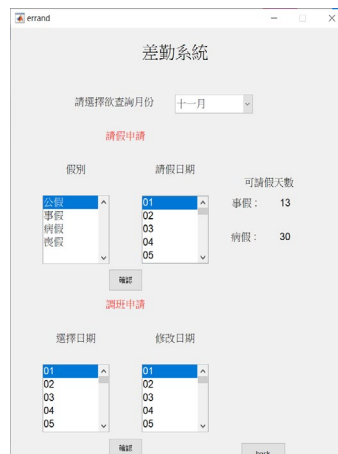 errand
差勤系統
請選擇欲查詢月份 十一月
請假申請
假別 請假日期
可請假天數
公假
事假
病假
喪假
01
02
03
04
05
事假： 13
病假： 30
確認
調班申請
選擇日期 修改日期
01
02
03
04
05
01
02
03
04
05
確認
back